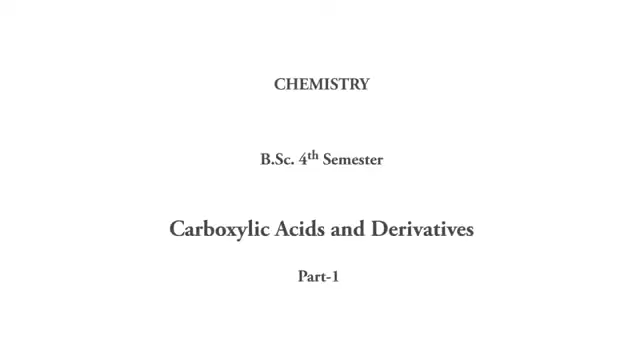 CHEMISTRY
B.Sc. 4th Semester
Carboxylic Acids and Derivatives
Part-1